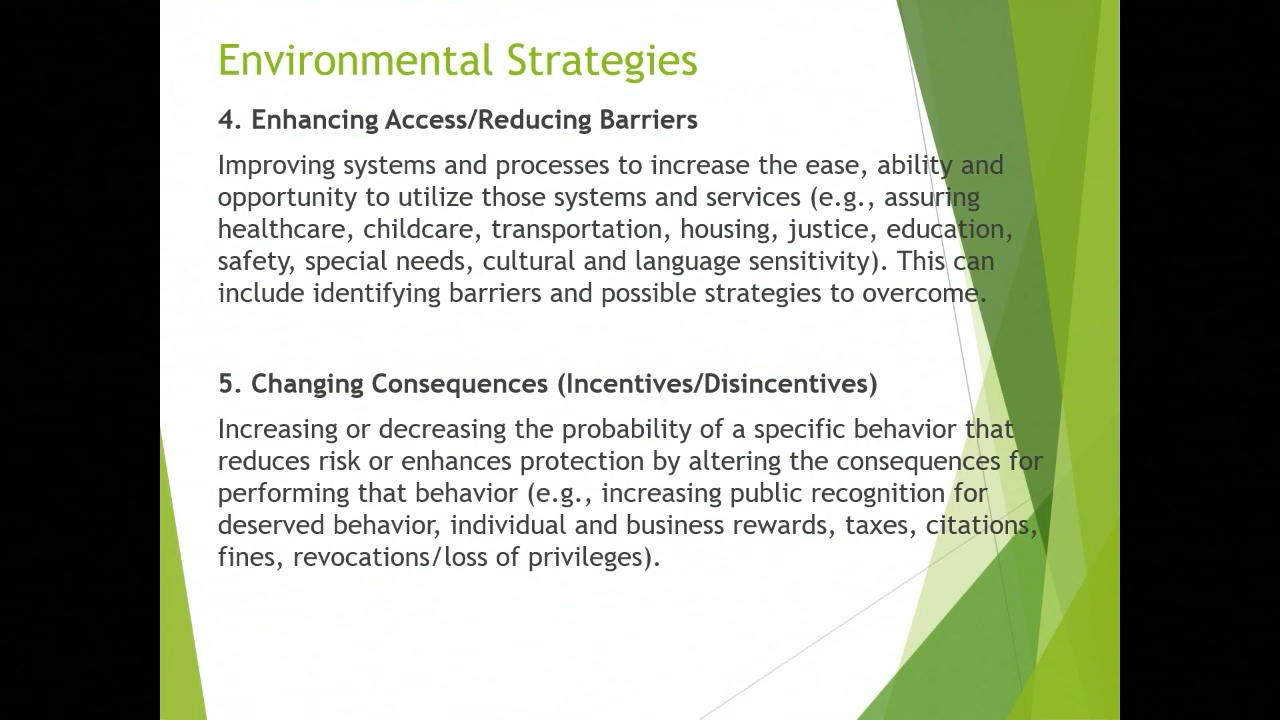 Environmental Strategies
4. Enhancing Access/Reducing Barriers
Improving systems and processes to increase the ease, ability and
opportunity to utilize those systems and services (e.g., assuring
healthcare, childcare, transportation, housing, justice, education,
safety, special needs, cultural and language sensitivity). This can
include identifying barriers and possible strategies to overcome.
5. Changing Consequences (Incentives/Disincentives)
Increasing or decreasing the probability of a specific behavior that
reduces risk or enhances protection by altering the consequences for
performing that behavior (e.g., increasing public recognition for
deserved behavior, individual and business rewards, taxes, citations,
fines, revocations/loss of privileges).